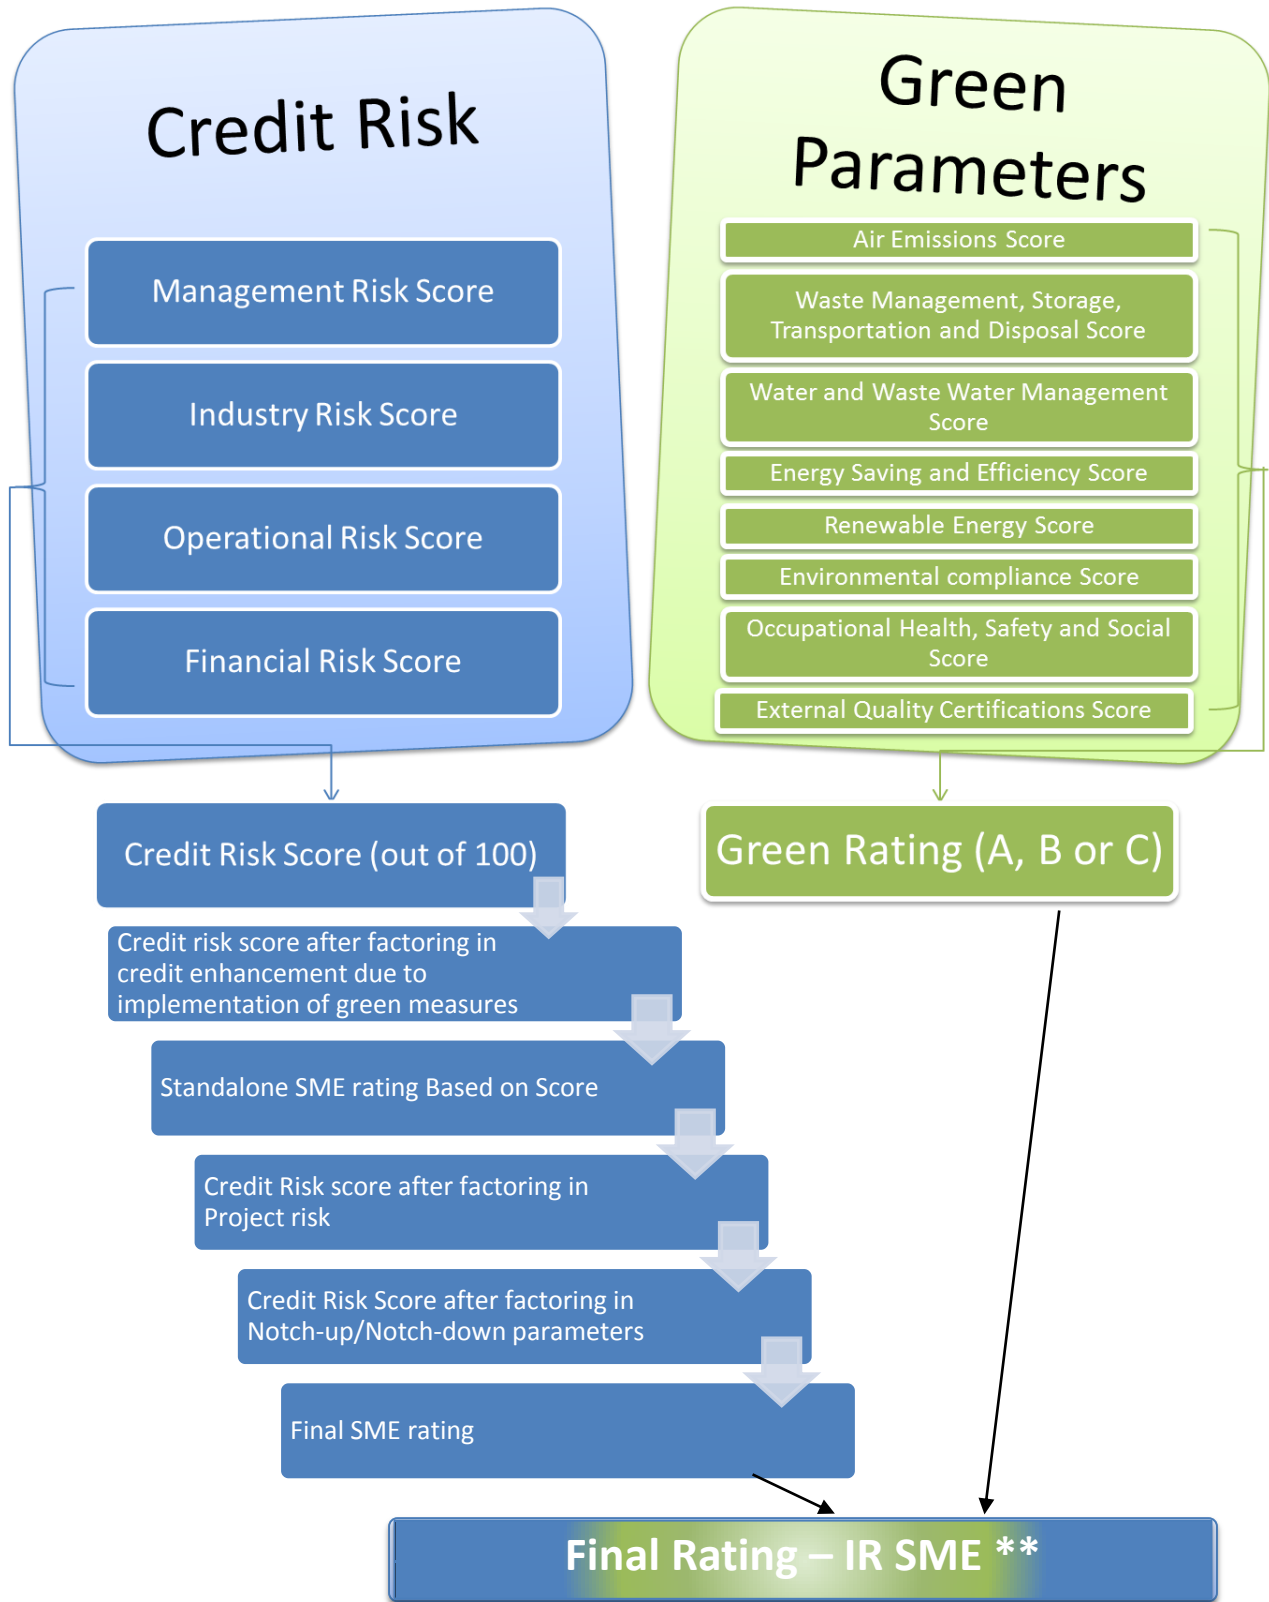 Credit Risk
Management Risk Score
Industry Risk Score
Operational Risk Score
Financial Risk Score
Green
Parameters
Air Emissions Score
Waste Management, Storage,
Transportation and Disposal Score
Water and Waste Water Management
Score
Energy Saving and Efficiency Score
Renewable Energy Score
Environmental compliance Score
Occupational Health, Safety and Social
Score
External Quality Certifications Score
Credit Risk Score (out of 100)
Green Rating (A, B or C)
Credit risk score after factoring in
credit enhancement due to
implementation of green measures
Standalone SME rating Based on Score
Credit Risk score after factoring in
Project risk
Credit Risk Score after factoring in
Notch-up/Notch-down parameters
Final SME rating
Final Rating – IR SME **